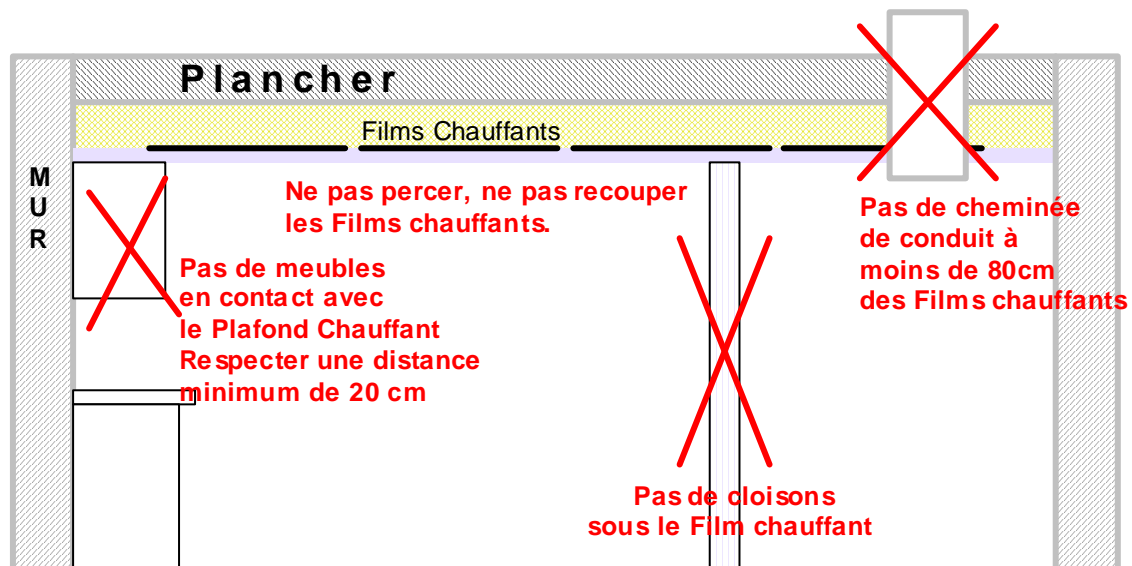 Plancher
Films Chauffants
M
U
R
Ne pas percer, ne pas recouper
les Films chauffants.
Pas de cheminée
de conduit à
moins de 80cm
des Films chauffants
Pas de meubles
en contact avec
le Plafond Chauffant
Respecter une distance
minimum de 20 cm
Pas de cloisons
sous le Film chauffant